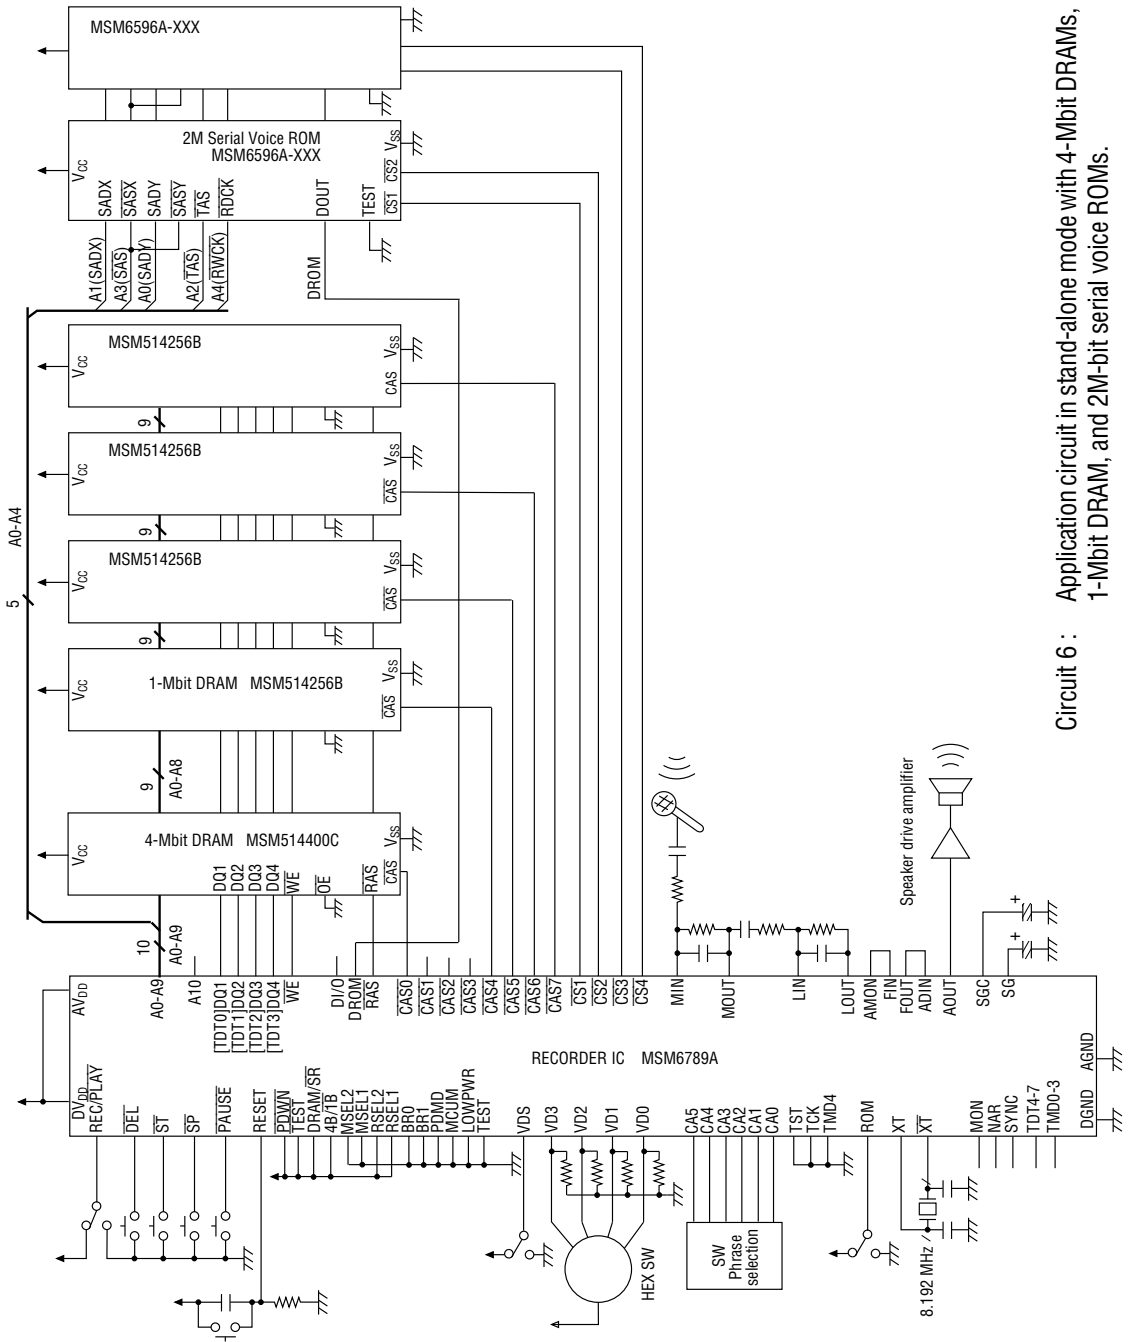 MSM6596A-XXX
2M Serial Voice ROM
MSM6596A-XXX
VCC
SADX
SASX
SADY
SASY
TAS
RDCK
DOUT
TEST
CS1
CS2
VSS
A1(SADX)
A3(SAS)
A0(SADY)
A2(TAS)
A4(RWCK)
DROM
A0-A4
5
MSM514256B
VCC
CAS
VSS
9
MSM514256B
VCC
CAS
VSS
9
MSM514256B
VCC
CAS
VSS
9
1-Mbit DRAM MSM514256B
VCC
CAS
VSS
9
A0-A8
4-Mbit DRAM MSM514400C
VCC
DQ1
DQ2
DQ3
DQ4
WE
OE
RAS
CAS
VSS
10
A0-A9
RECORDER IC MSM6789A
AVDD
A0-A9
A10
[TDT0]DQ1
[TDT1]DQ2
[TDT2]DQ3
[TDT3]DQ4
WE
DI/O
DROM
RAS
CAS0
CAS1
CAS2
CAS3
CAS4
CAS5
CAS6
CAS7
CS1
CS2
CS3
CS4
MIN
MOUT
LIN
LOUT
AMON
FIN
FOUT
ADIN
AOUT
SGC
SG
AGND
DVDD
REC/PLAY
DEL
ST
SP
PAUSE
RESET
PDWN
TEST
DRAM/SR
4B/1B
MSEL2
MSEL1
RSEL2
RSEL1
BR0
BR1
PDMD
MCUM
LOWPWR
TEST
VDS
VD3
VD2
VD1
VD0
CA5
CA4
CA3
CA2
CA1
CA0
TST
TCK
TMD4
ROM
XT
XT
MON
NAR
SYNC
TDT4-7
TMD0-3
DGND
HEX SW
SW
Phrase
selection
8.192 MHz
Speaker drive amplifier
+
+
Circuit 6 : Application circuit in stand-alone mode with 4-Mbit DRAMs,
1-Mbit DRAM, and 2M-bit serial voice ROMs.